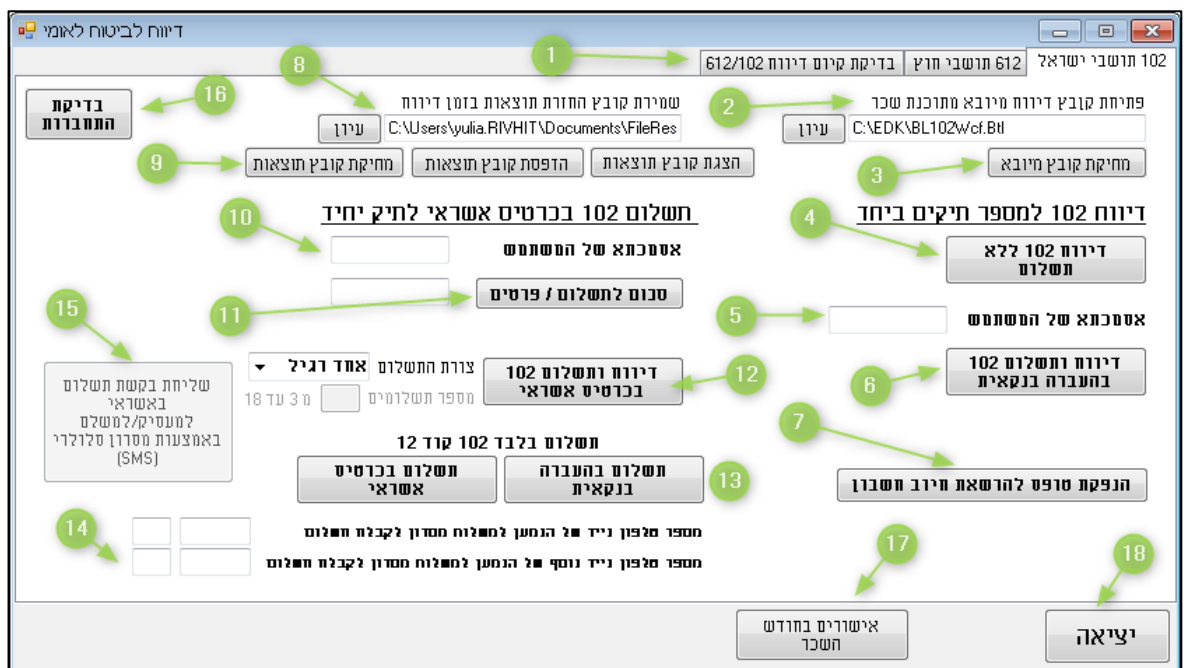 דיווח לביטוח לאומי
102 תושבי ישראל
612 תושבי חוץ
בדיקת קיום דיווח 612/102
1
8
2
16
בדיקת
התחברות
שמירת קובץ החזרת תוצאות בזמן דיווח
פתיחת קובץ דיווח מיובא מתוכנת שכר
C:\EDK\BL102Wcf.Btl
עיון
C:\Users\yulia.RIVHIT\Documents\FileRes
עיון
מחיקת קובץ מיובא
3
הצגת קובץ תוצאות
הדפסת קובץ תוצאות
מחיקת קובץ תוצאות
9
דיווח 102 למספר תיקים ביחד
4
דיווח 102 ללא
תשלום
5
אסמכתא של המשתמש
6
דיווח ותשלום 102
בהעברה בנקאית
7
הנפקת טופס להרשאת חיוב חשבון
תשלום 102 בכרטיס אשראי לתיק יחיד
10
אסמכתא של המשתמש
11
סכום לתשלום / פרטים
12
דיווח ותשלום 102
בכרטיס אשראי
צורת התשלום
אחד רגיל
מספר תשלומים
מ 3 עד 18
15
שליחת בקשת תשלום
באשראי
למעסיק/למשלם
באמצעות מסרון סלולרי
(SMS)
תשלום בלבד 102 קוד 12
13
תשלום בהעברה
בנקאית
תשלום בכרטיס
אשראי
14
מספר טלפון נייד של הנמען למשלוח מסרון לקבלת תשלום
מספר טלפון נייד נוסף של הנמען למשלוח מסרון לקבלת תשלום
17
אישורים בחודש
השכר
18
יציאה